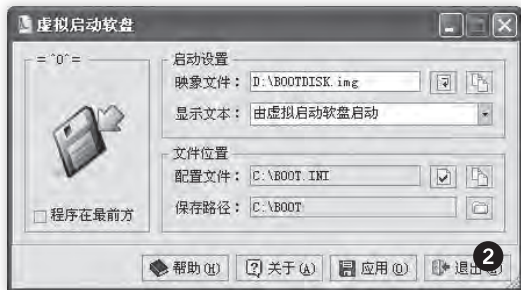 虚拟启动软盘
= ^0^ =
启动设置
映象文件: D:\BOOTDISK.img
显示文本: 由虚拟启动软盘启动
文件位置
配置文件: C:\BOOT.INI
保存路径: C:\BOOT
程序在最前方
帮助(H) 关于(A) 应用(O) 退出
2